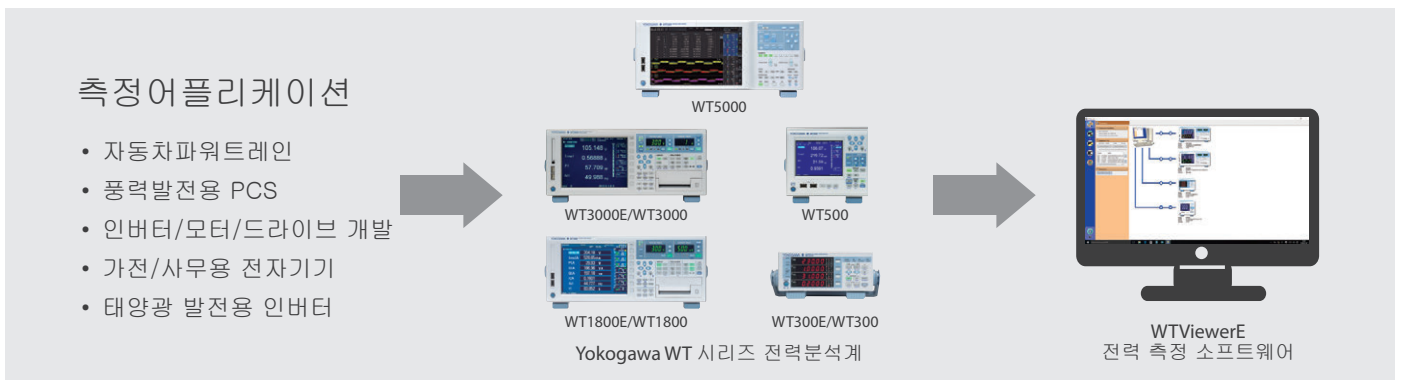 측정어플리케이션
• 자동차파워트레인
• 풍력발전용 PCS
• 인버터/모터/드라이브 개발
• 가전/사무용 전자기기
• 태양광 발전용 인버터
WT5000
WT3000E/WT3000
WT500
WT1800E/WT1800
WT300E/WT300
Yokogawa WT 시리즈 전력분석계
WTViewerE
전력 측정 소프트웨어